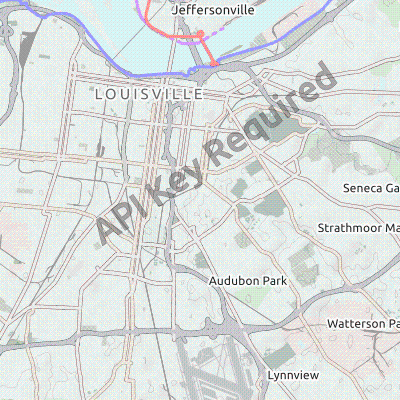 Jeffersonville
LOUISVILLE
API Key Required
Seneca Ga
Strathmoor Ma
Audubon Park
Watterson Pa
Lynnview